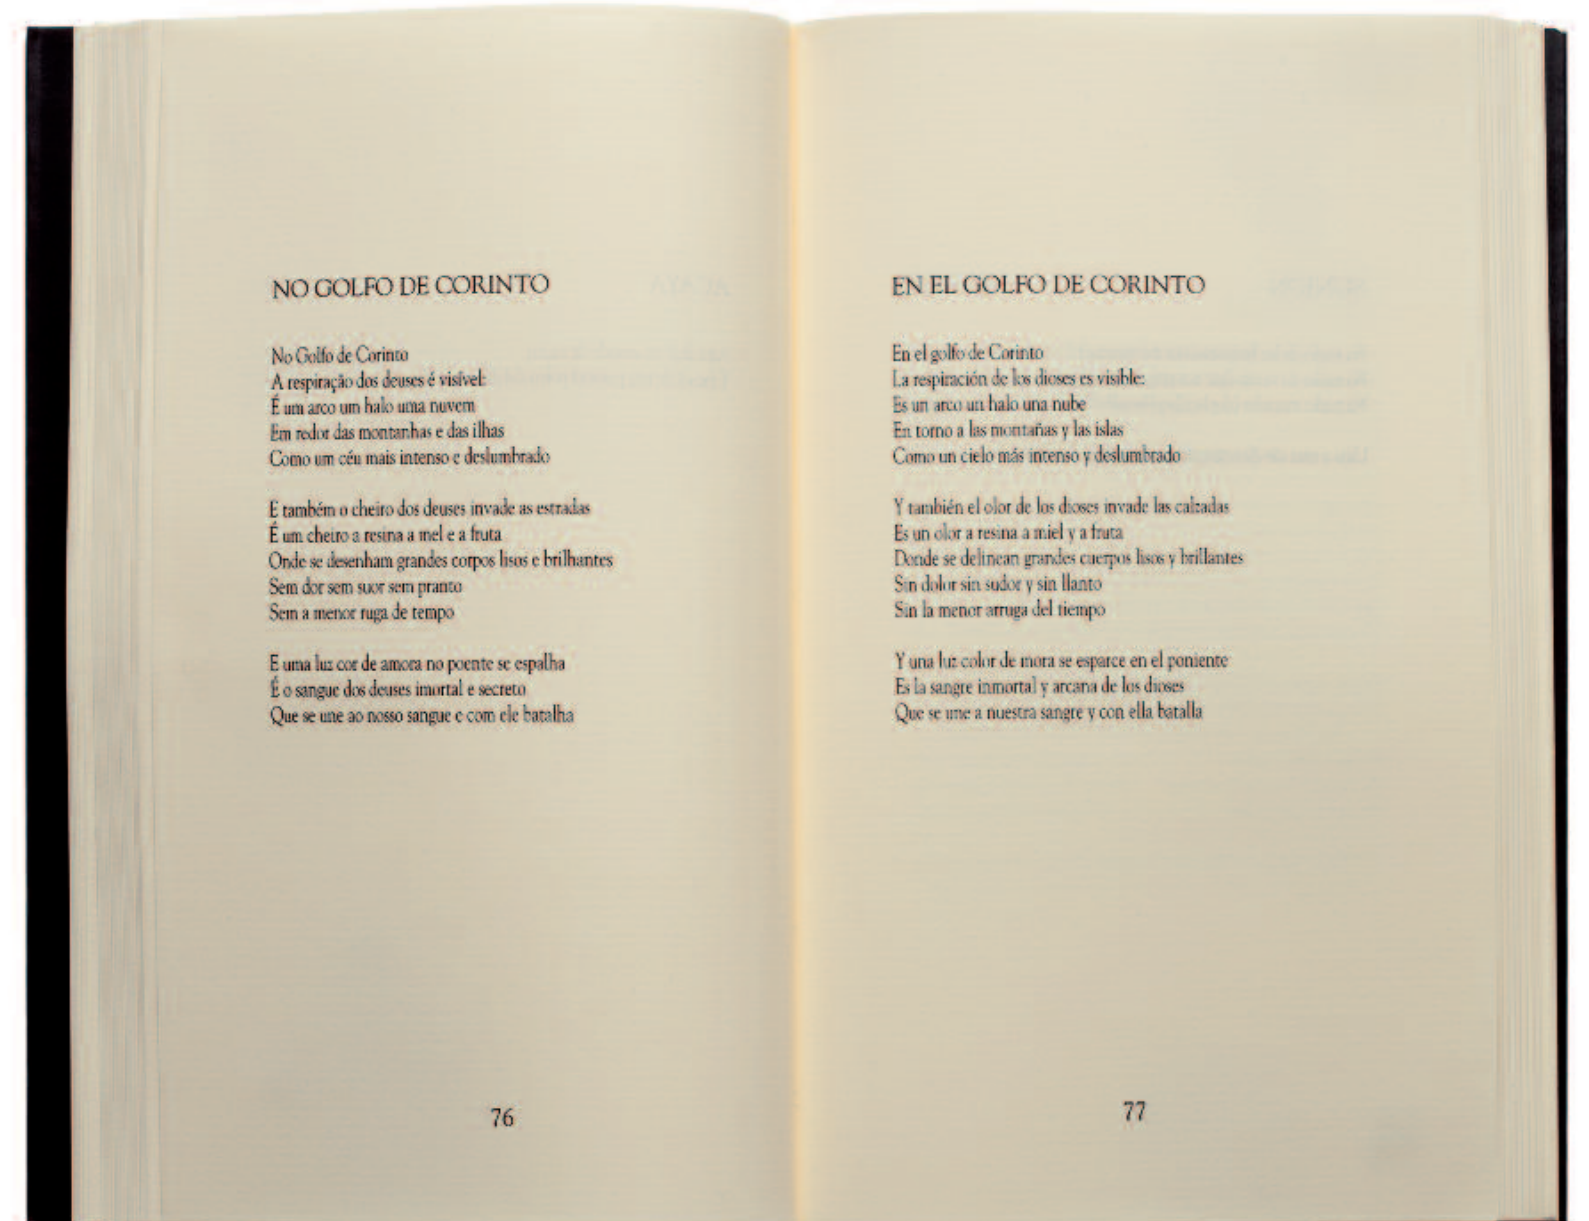 NO GOLFO DE CORINTO
No Golfo de Corinto
A respiração dos deuses é visível:
É um arco um halo uma nuvem
Em redor das montanhas e das ilhas
Como um céu mais intenso e deslumbrado
E também o cheiro dos deuses invade as estradas
É um cheiro a resina a mel e a fruta
Onde se desenham grandes corpos lisos e brilhantes
Sem dor sem suor sem pranto
Sem a menor ruga de tempo
E uma luz cor de amora no poente se espalha
É o sangue dos deuses imortal e secreto
Que se une ao nosso sangue e com ele batalha
76
EN EL GOLFO DE CORINTO
En el golfo de Corinto
La respiración de los dioses es visible:
Es un arco un halo una nube
En torno a las montañas y las islas
Como un cielo más intenso y deslumbrado
Y también el olor de los dioses invade las calzadas
Es un olor a resina a miel y a fruta
Donde se delinean grandes cuerpos lisos y brillantes
Sin dolor sin sudor y sin llanto
Sin la menor arruga del tiempo
Y una luz color de mora se esparce en el poniente
Es la sangre inmortal y arcana de los dioses
Que se une a nuestra sangre y con ella batalla
77